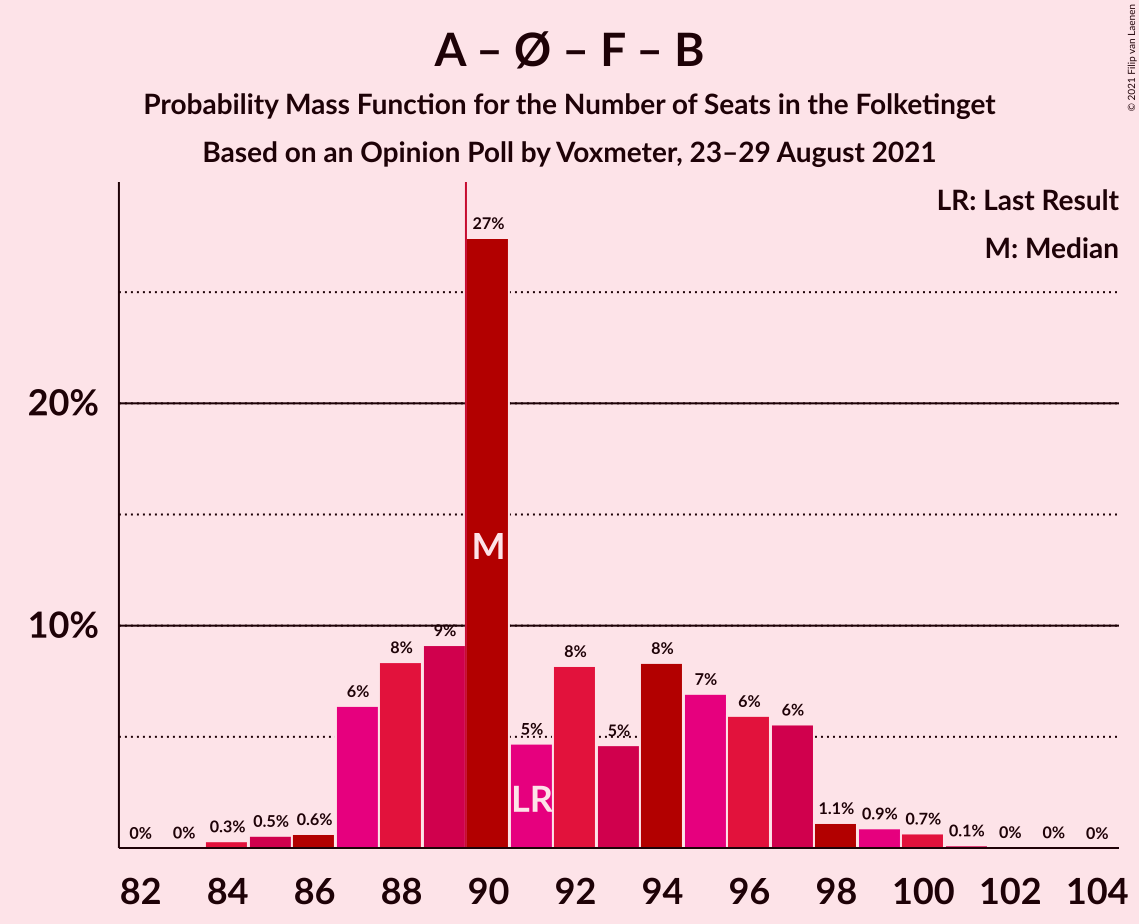 A – Ø – F – B
Probability Mass Function for the Number of Seats in the Folketinget
Based on an Opinion Poll by Voxmeter, 23–29 August 2021
© 2021 Filip van Laenen
LR: Last Result
M: Median
20%
10%
0% 0% 0.3% 0.5% 0.6% 6% 8% 9% 27% 5% 8% 5% 8% 7% 6% 6% 1.1% 0.9% 0.7% 0.1% 0% 0% 0%
M
LR
82 84 86 88 90 92 94 96 98 100 102 104